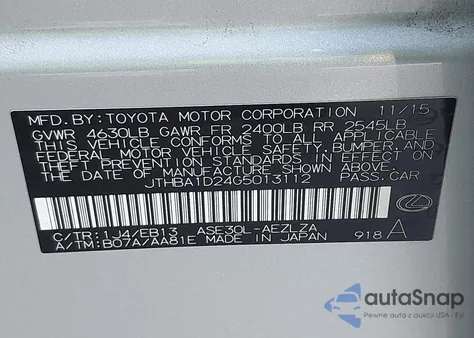 MFD.BY:TOYOTA MOTOR CORPORATION 11/15
GVWR 4630LB GAWR FR 2400LB RR 2545LB
THIS VEHICLE CONFORMS TO ALL APPLICABLE
FEDERAL MOTOR VEHICLE SAFETY,BUMPER,AND
THEFT PREVENTION STANDARDS IN EFFECT ON
THE DATE OF MANUFACTURE SHOWN ABOVE.
JTHBA1D24G5013112 PASS.CAR
C/TR:1J4/EB13 ASE30L-AEZLZA
A/TM:B07A/AA81E MADE IN JAPAN 918 A
autoSnap
Pewne auta z USA i EU